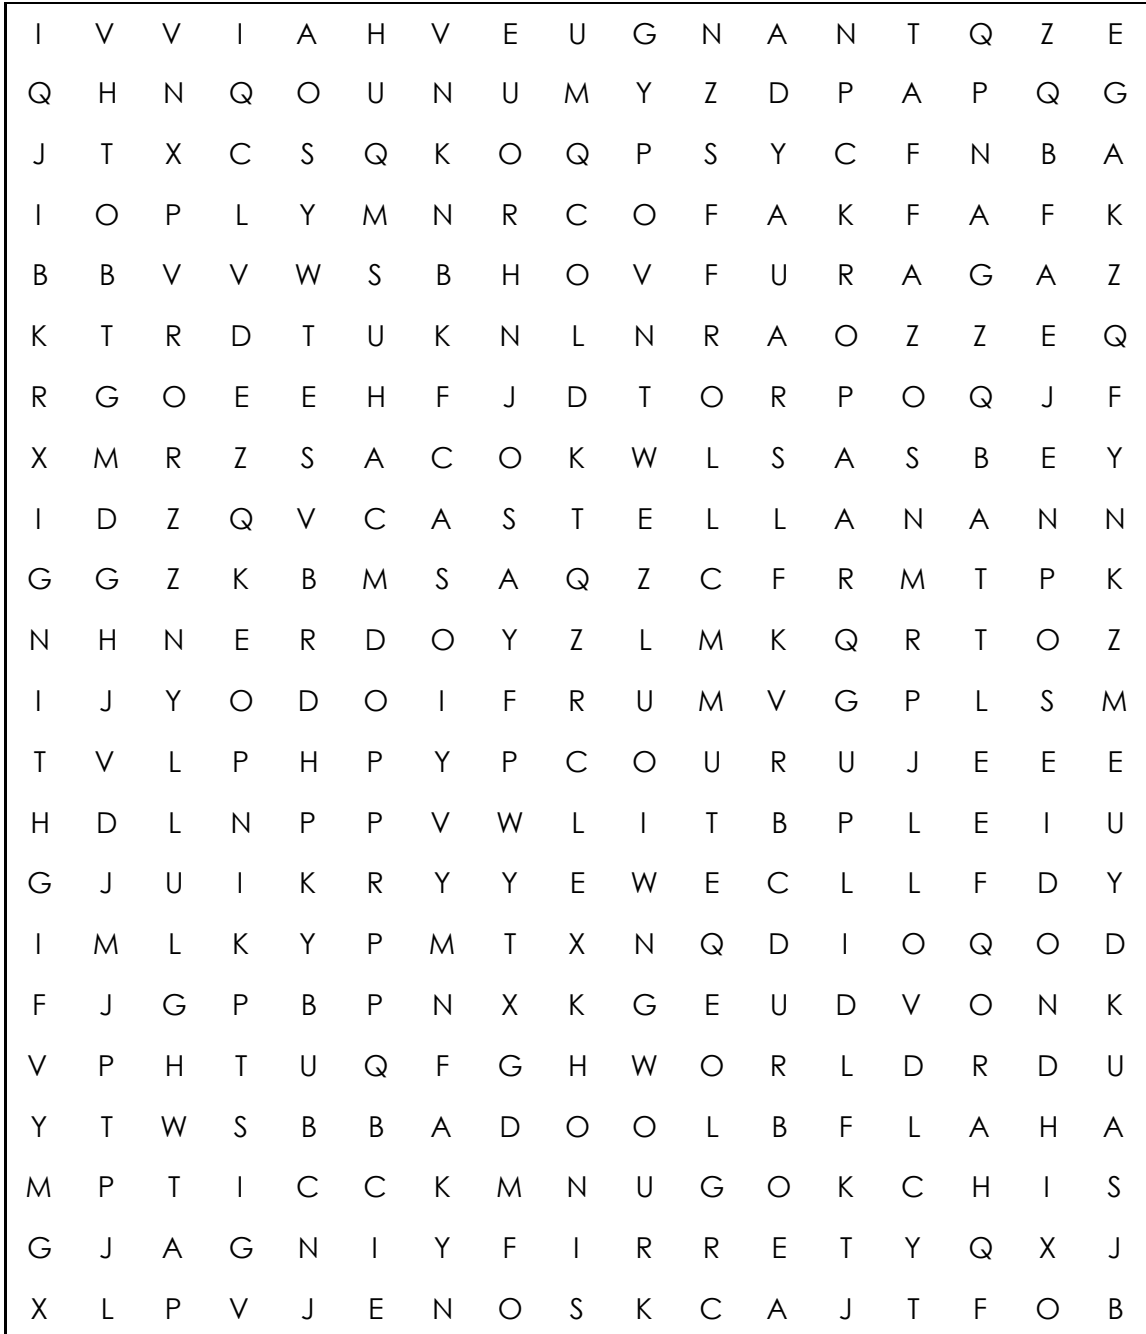 I V V I A H V E U G N A N T Q Z E
Q H N Q O U N U M Y Z D P A P Q G
J T X C S Q K O Q P S Y C F N B A
I O P L Y M N R C O F A K F A F K
B B V V W S B H O V F U R A G A Z
K T R D T U K N L N R A O Z Z E Q
R G O E E H F J D T O R P O Q J F
X M R Z S A C O K W L S A S B E Y
I D Z Q V C A S T E L L A N A N N
G G Z K B M S A Q Z C F R M T P K
N H N E R D O Y Z L M K Q R T O Z
I J Y O D O I F R U M V G P L S M
T V L P H P Y P C O U R U J E E E
H D L N P P V W L I T B P L E I U
G J U I K R Y Y E W E C L L F D Y
I M L K Y P M T X N Q D I O Q O D
F J G P B P N X K G E U D V O N K
V P H T U Q F G H W O R L D R D U
Y T W S B B A D O O L B F L A H A
M P T I C C K M N U G O K C H I S
G J A G N I Y F I R R E T Y Q X J
X L P V J E N O S K C A J T F O B